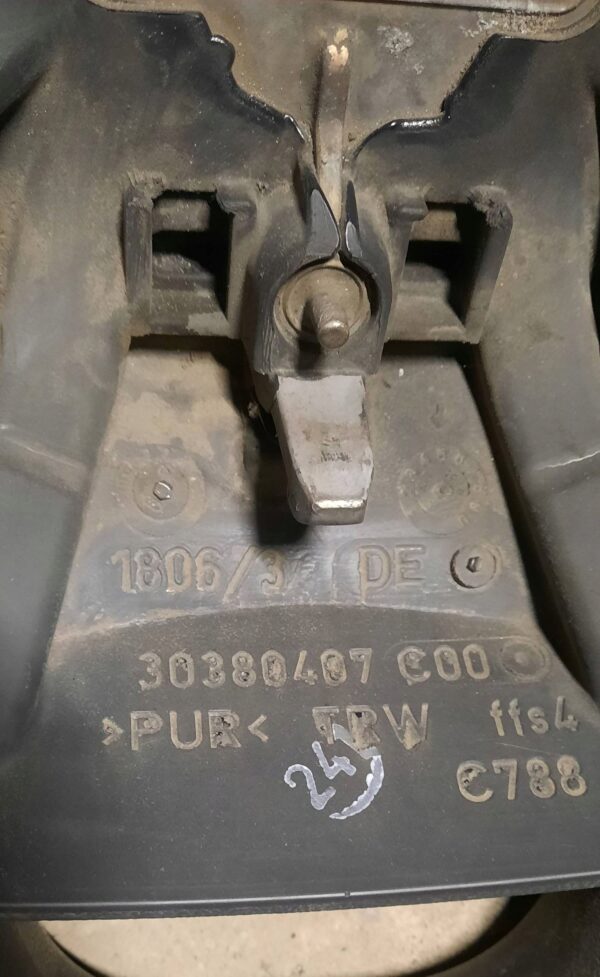 1806/3 DE
30380407 C00
>PUR< TRW ffs4
C788
24